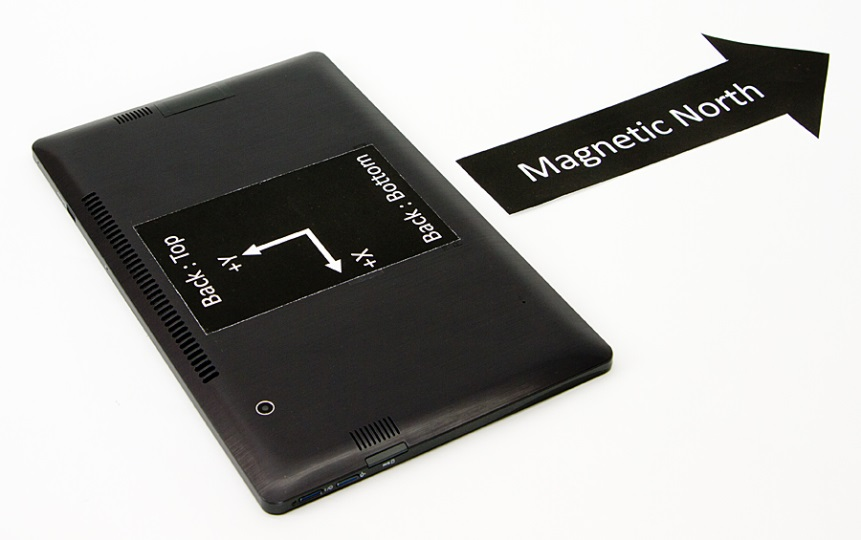 Magnetic North
Back : Bottom
+X
+Y
Back : Top